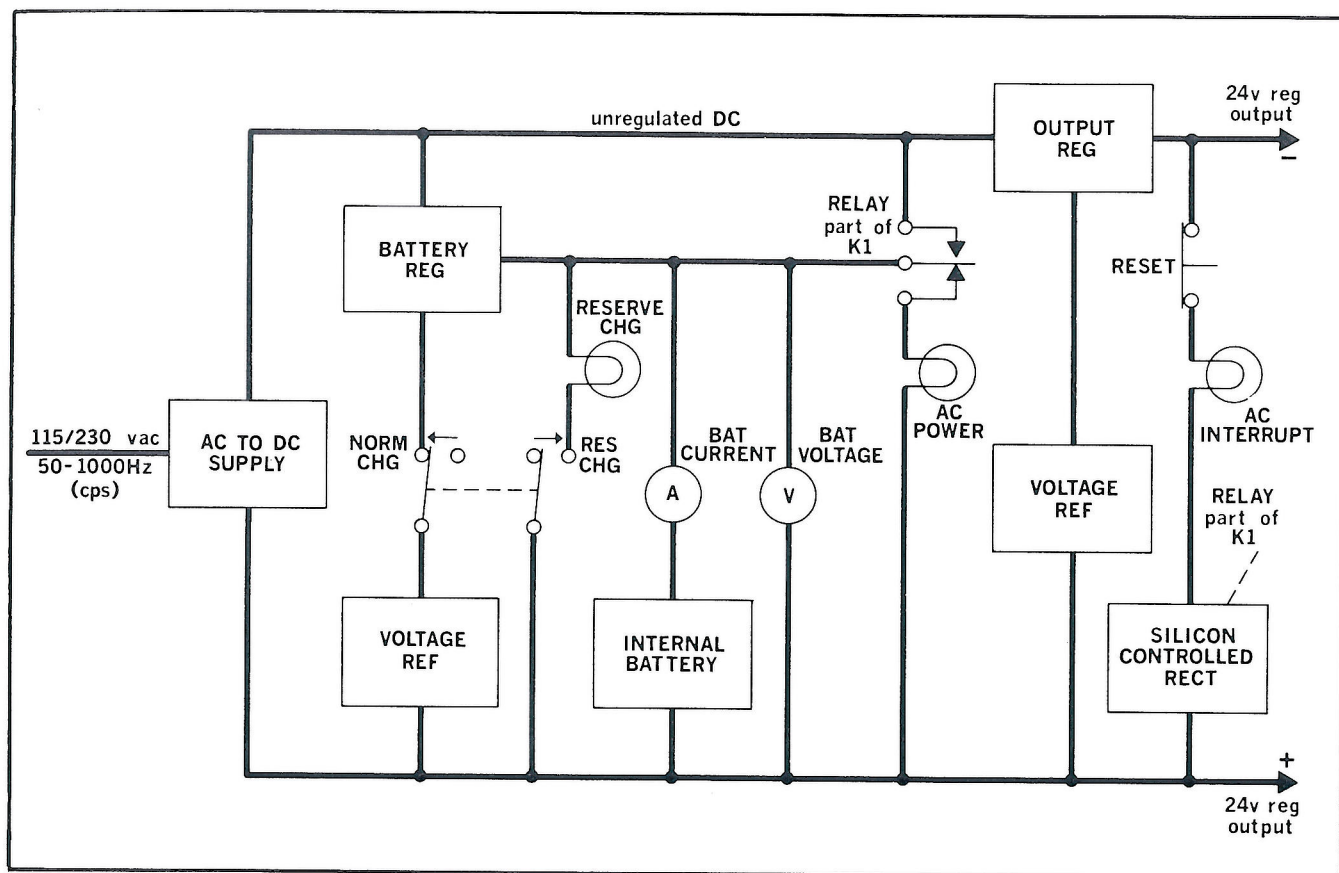 24v reg
output
−
unregulated DC
OUTPUT
REG
RELAY
part of
K1
BATTERY
REG
RESET
RESERVE
CHG
AC
POWER
AC
INTERRUPT
115/230 vac
50-1000Hz
(cps)
AC TO DC
SUPPLY
NORM
CHG
RES
CHG
BAT
CURRENT
BAT
VOLTAGE
A
V
VOLTAGE
REF
RELAY
part of
K1
VOLTAGE
REF
INTERNAL
BATTERY
SILICON
CONTROLLED
RECT
+
24v reg
output